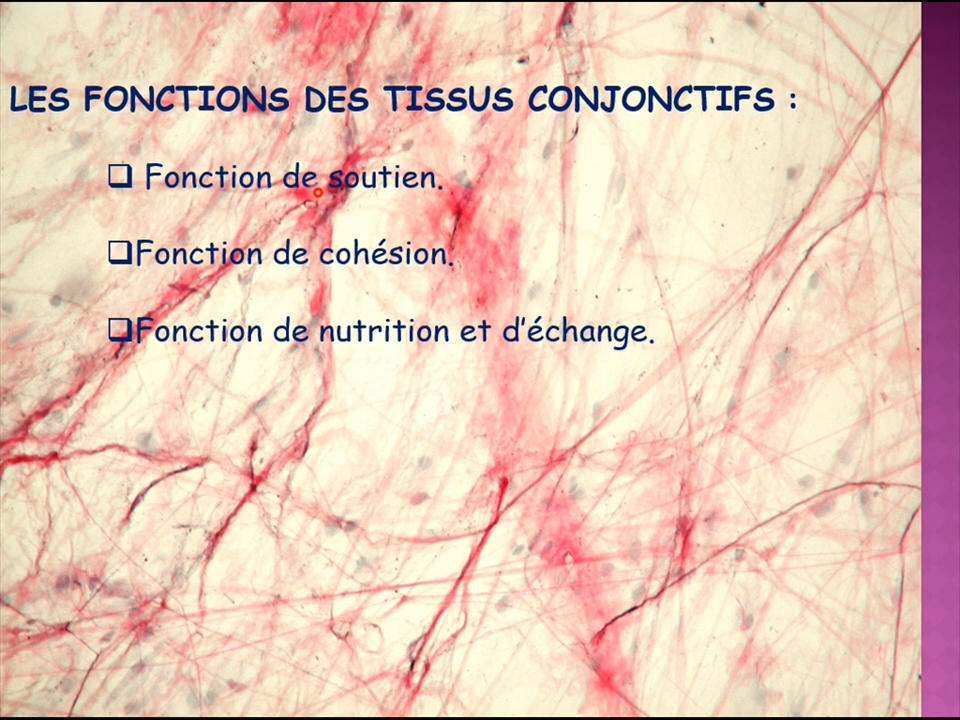 LES FONCTIONS DES TISSUS CONJONCTIFS :
❑ Fonction de soutien.
❑Fonction de cohésion.
❑Fonction de nutrition et d’échange.